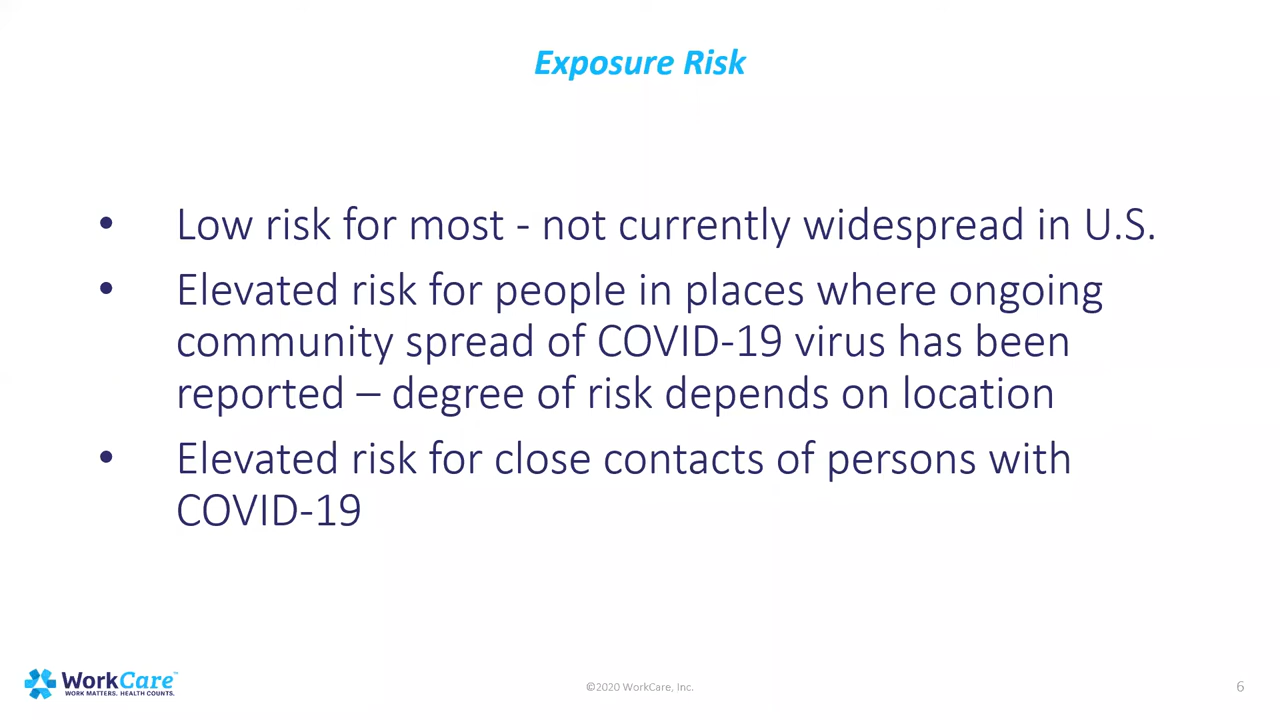 Exposure Risk
• Low risk for most - not currently widespread in U.S.
• Elevated risk for people in places where ongoing
community spread of COVID-19 virus has been
reported – degree of risk depends on location
• Elevated risk for close contacts of persons with
COVID-19
WorkCare™
WORK MATTERS. HEALTH COUNTS.
©2020 WorkCare, Inc.
6